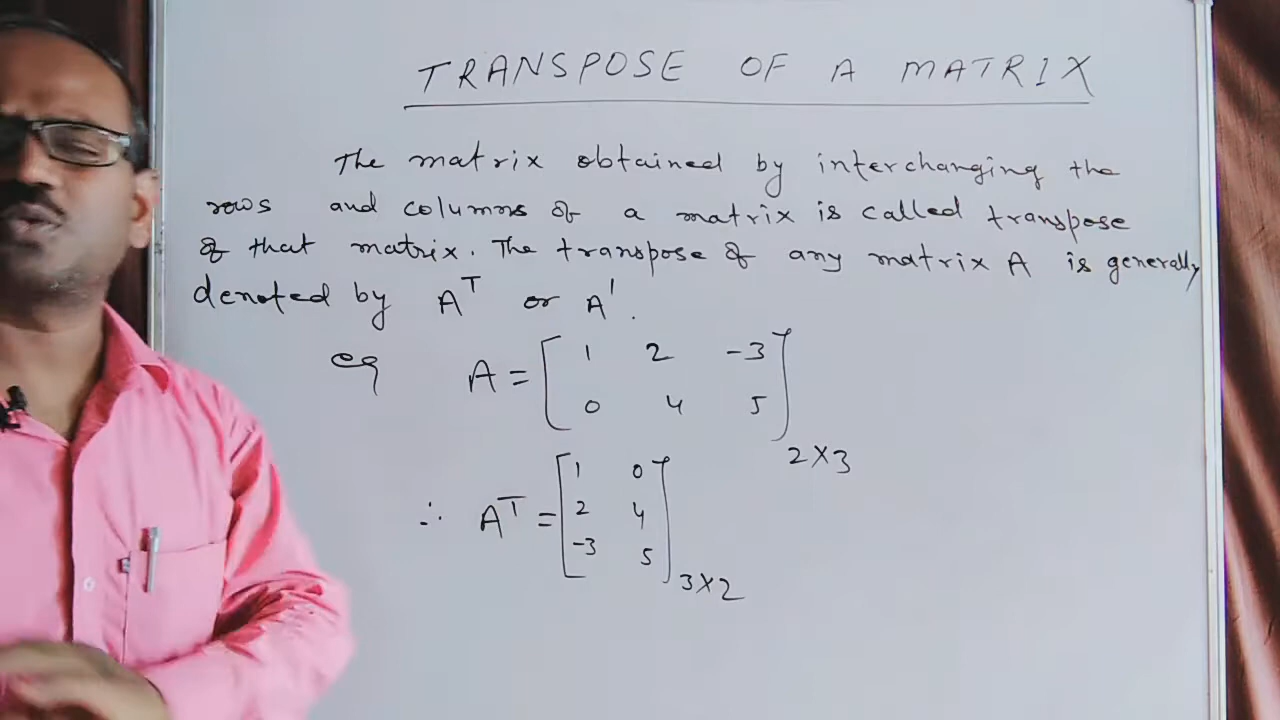 TRANSPOSE OF A MATRIX
The matrix obtained by interchanging the
rows and columns of a matrix is called transpose
of that matrix. The transpose of any matrix A is generally
denoted by Aᵀ or A'.
eg A = [ 1 2 -3
0 4 5 ] 2×3
∴ Aᵀ = [ 1 0
2 4
-3 5 ] 3×2